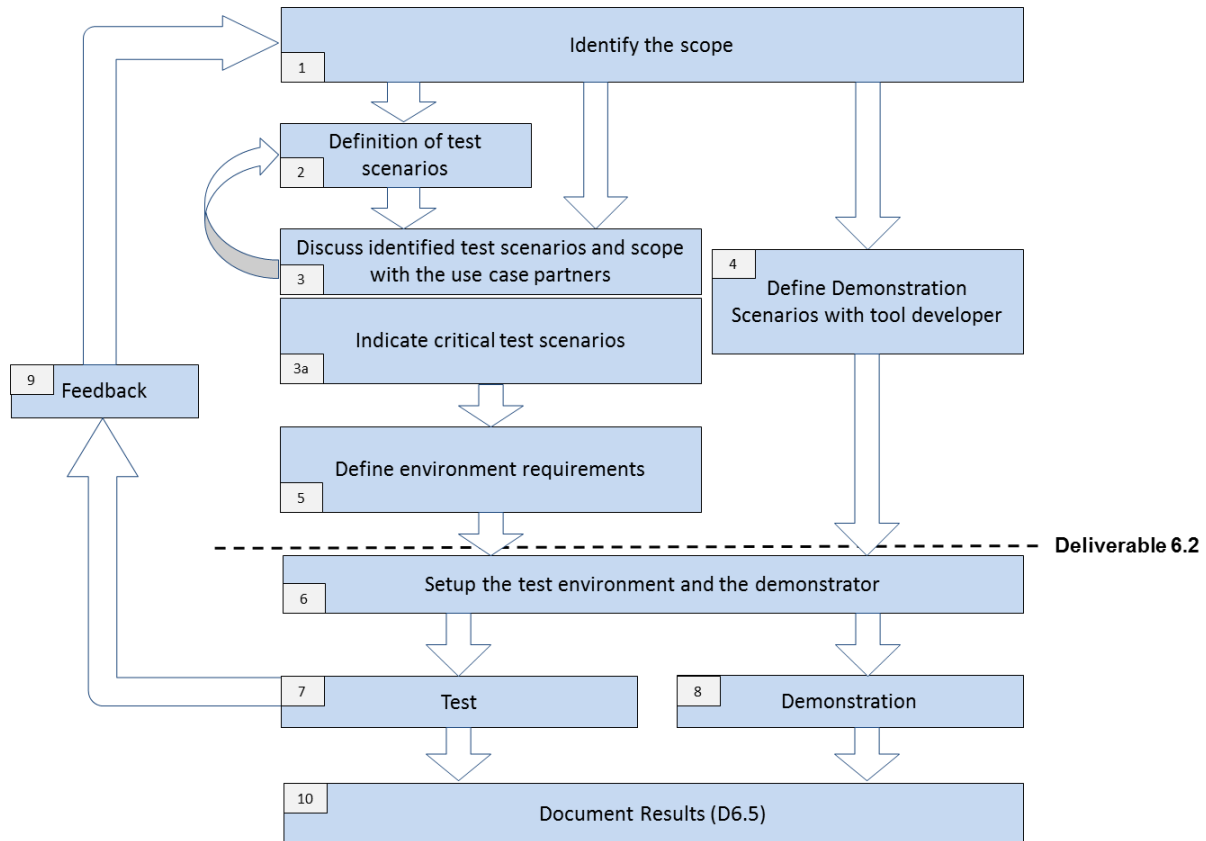 Identify the scope
1
Definition of test
scenarios
2
Discuss identified test scenarios and scope
with the use case partners
3
4
Define Demonstration
Scenarios with tool developer
Indicate critical test scenarios
3a
9
Feedback
Define environment requirements
5
Deliverable 6.2
Setup the test environment and the demonstrator
6
7
Test
8
Demonstration
10
Document Results (D6.5)